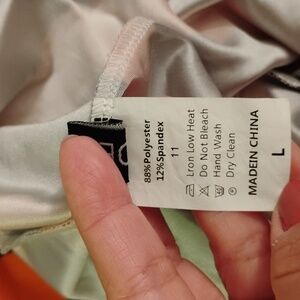 88%Polyester
12%Spandex
11
Lron Low Heat
Do Not Bleach
Hand Wash
Dry Clean
MADEIN CHINA
L